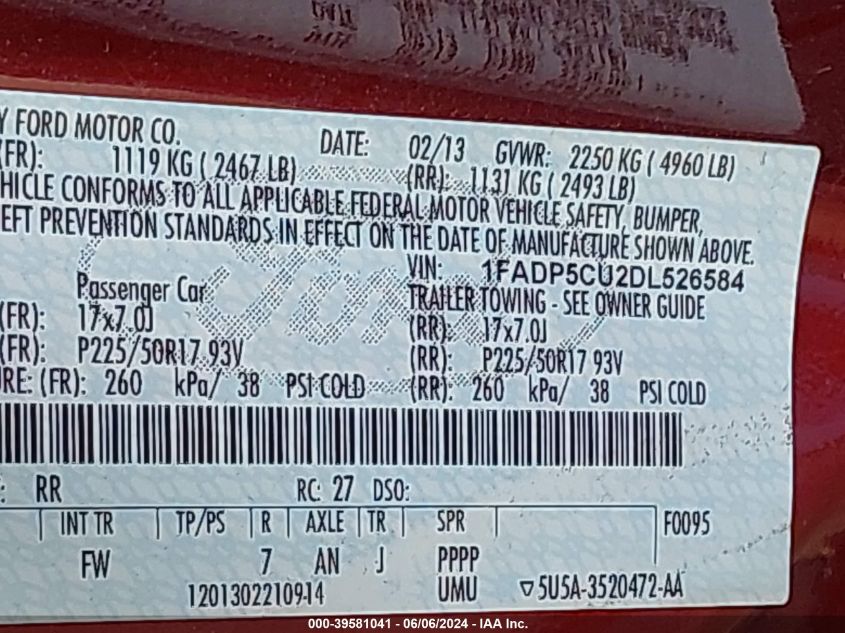 Y FORD MOTOR CO.
DATE: 02/13 GVWR: 2250 KG ( 4960 LB)
(FR): 1119 KG ( 2467 LB) (RR): 1131 KG ( 2493 LB)
EHICLE CONFORMS TO ALL APPLICABLE FEDERAL MOTOR VEHICLE SAFETY, BUMPER,
EFT PREVENTION STANDARDS IN EFFECT ON THE DATE OF MANUFACTURE SHOWN ABOVE.
VIN: 1FADP5CU2DL526584
Passenger Car TRAILER TOWING - SEE OWNER GUIDE
(FR): 17x7.0J (RR): 17x7.0J
(FR): P225/50R17 93V (RR): P225/50R17 93V
URE: (FR): 260 kPa/ 38 PSI COLD (RR): 260 kPa/ 38 PSI COLD
: RR RC: 27 DSO:
INT TR TP/PS R AXLE TR SPR F0095
FW 7 AN J PPPP
1201302210914 UMU ▽5U5A-3520472-AA
000-39581041 - 06/06/2024 - IAA Inc.